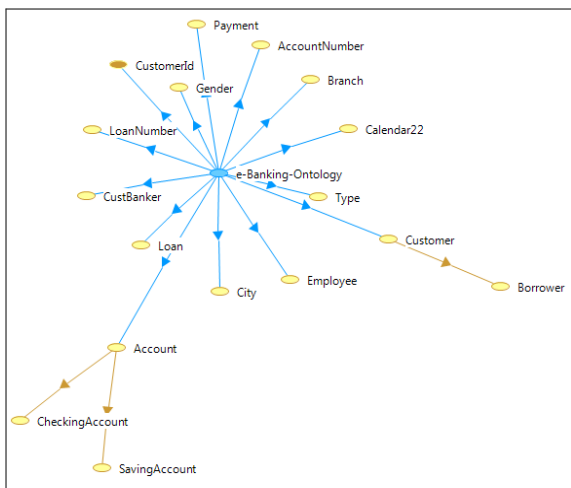 Payment
AccountNumber
CustomerId
Gender
Branch
LoanNumber
Calendar22
e-Banking-Ontology
CustBanker
Type
Loan
Customer
City
Employee
Borrower
Account
CheckingAccount
SavingAccount